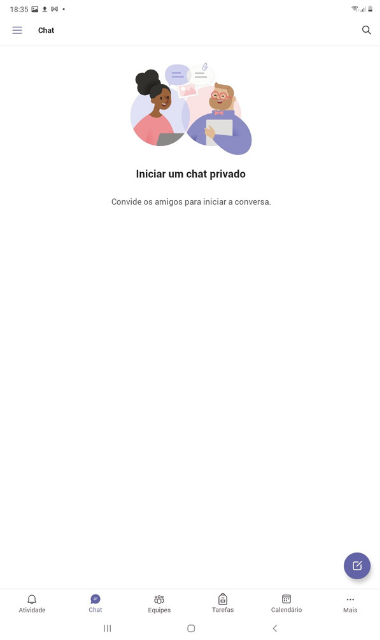 18:35
Chat
Iniciar um chat privado
Convide os amigos para iniciar a conversa.
Atividade Chat Equipes Tarefas Calendário Mais